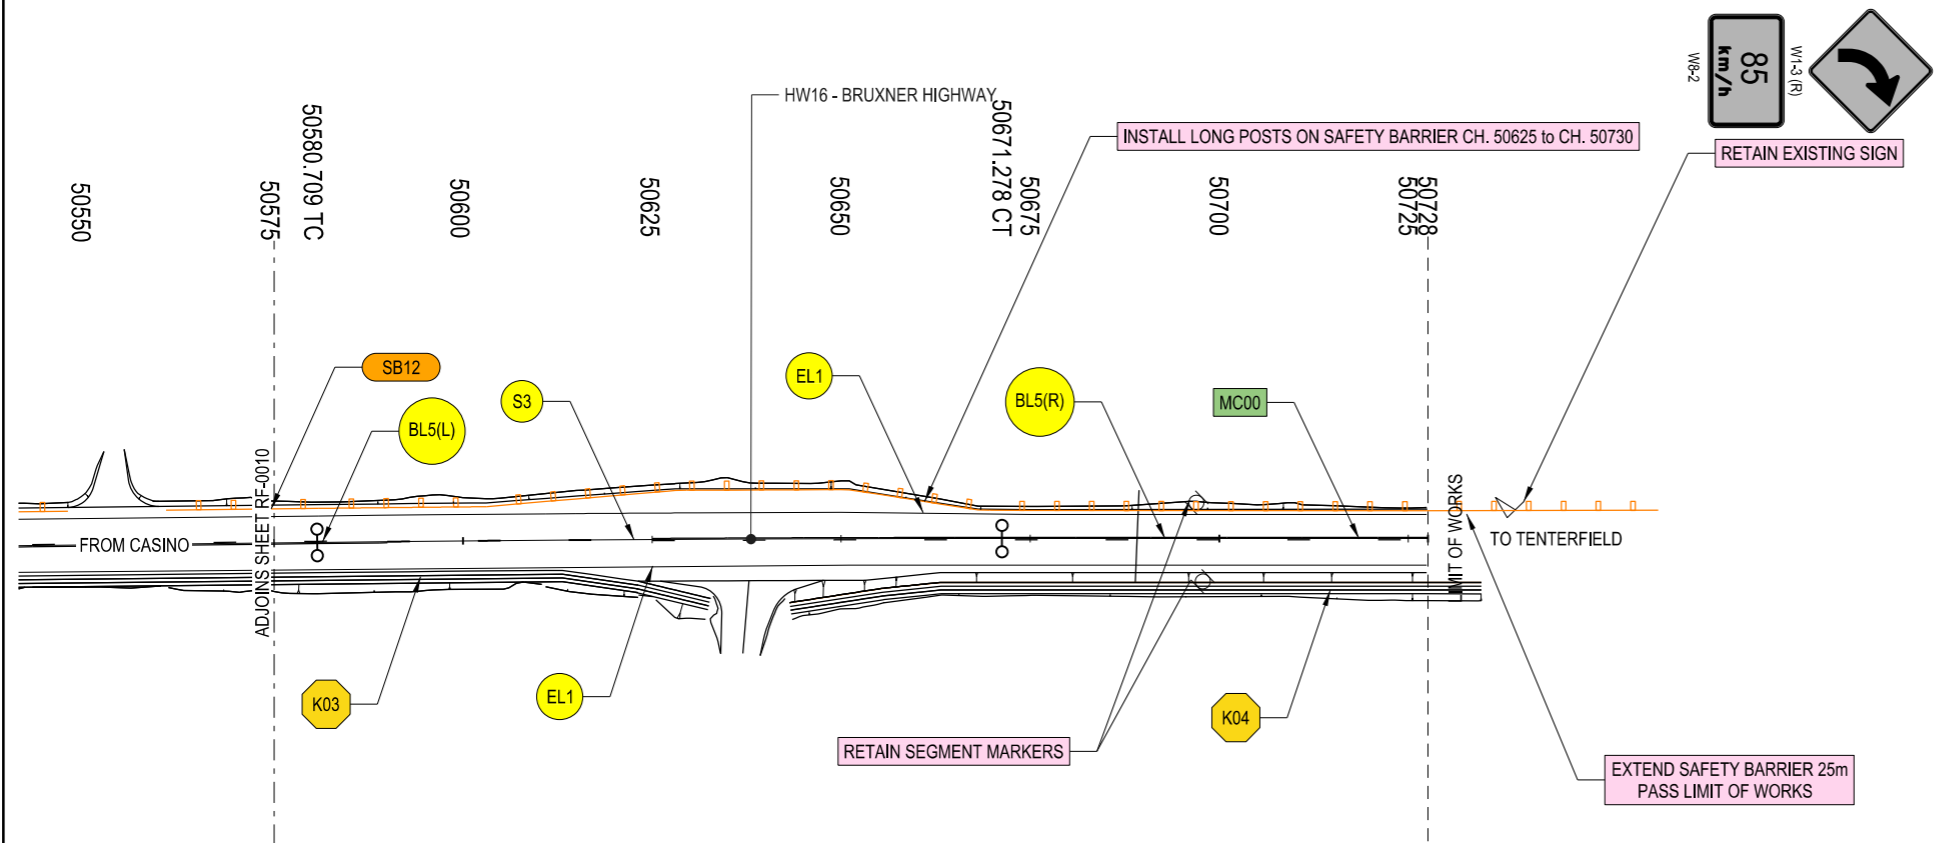 85
km/h
W8-2
W1-3 (R)
RETAIN EXISTING SIGN
HW16 - BRUXNER HIGHWAY
INSTALL LONG POSTS ON SAFETY BARRIER CH. 50625 to CH. 50730
50550
50575
50580.709 TC
50600
50625
50650
50671.278 CT
50675
50700
50725
50728
SB12
BL5(L)
S3
EL1
BL5(R)
MC00
FROM CASINO
ADJOINS SHEET RF-0010
LIMIT OF WORKS
TO TENTERFIELD
K03
EL1
K04
RETAIN SEGMENT MARKERS
EXTEND SAFETY BARRIER 25m
PASS LIMIT OF WORKS